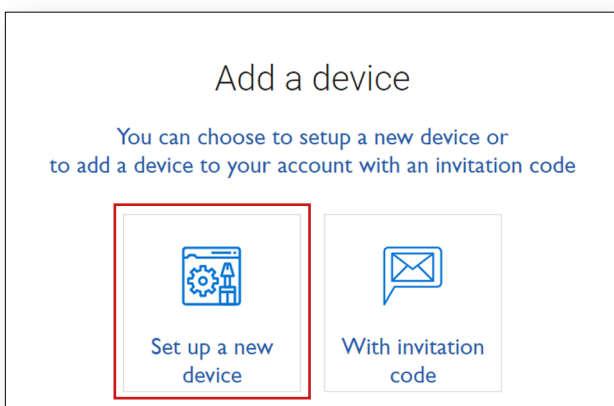 Add a device
You can choose to setup a new device or
to add a device to your account with an invitation code
Set up a new
device
With invitation
code